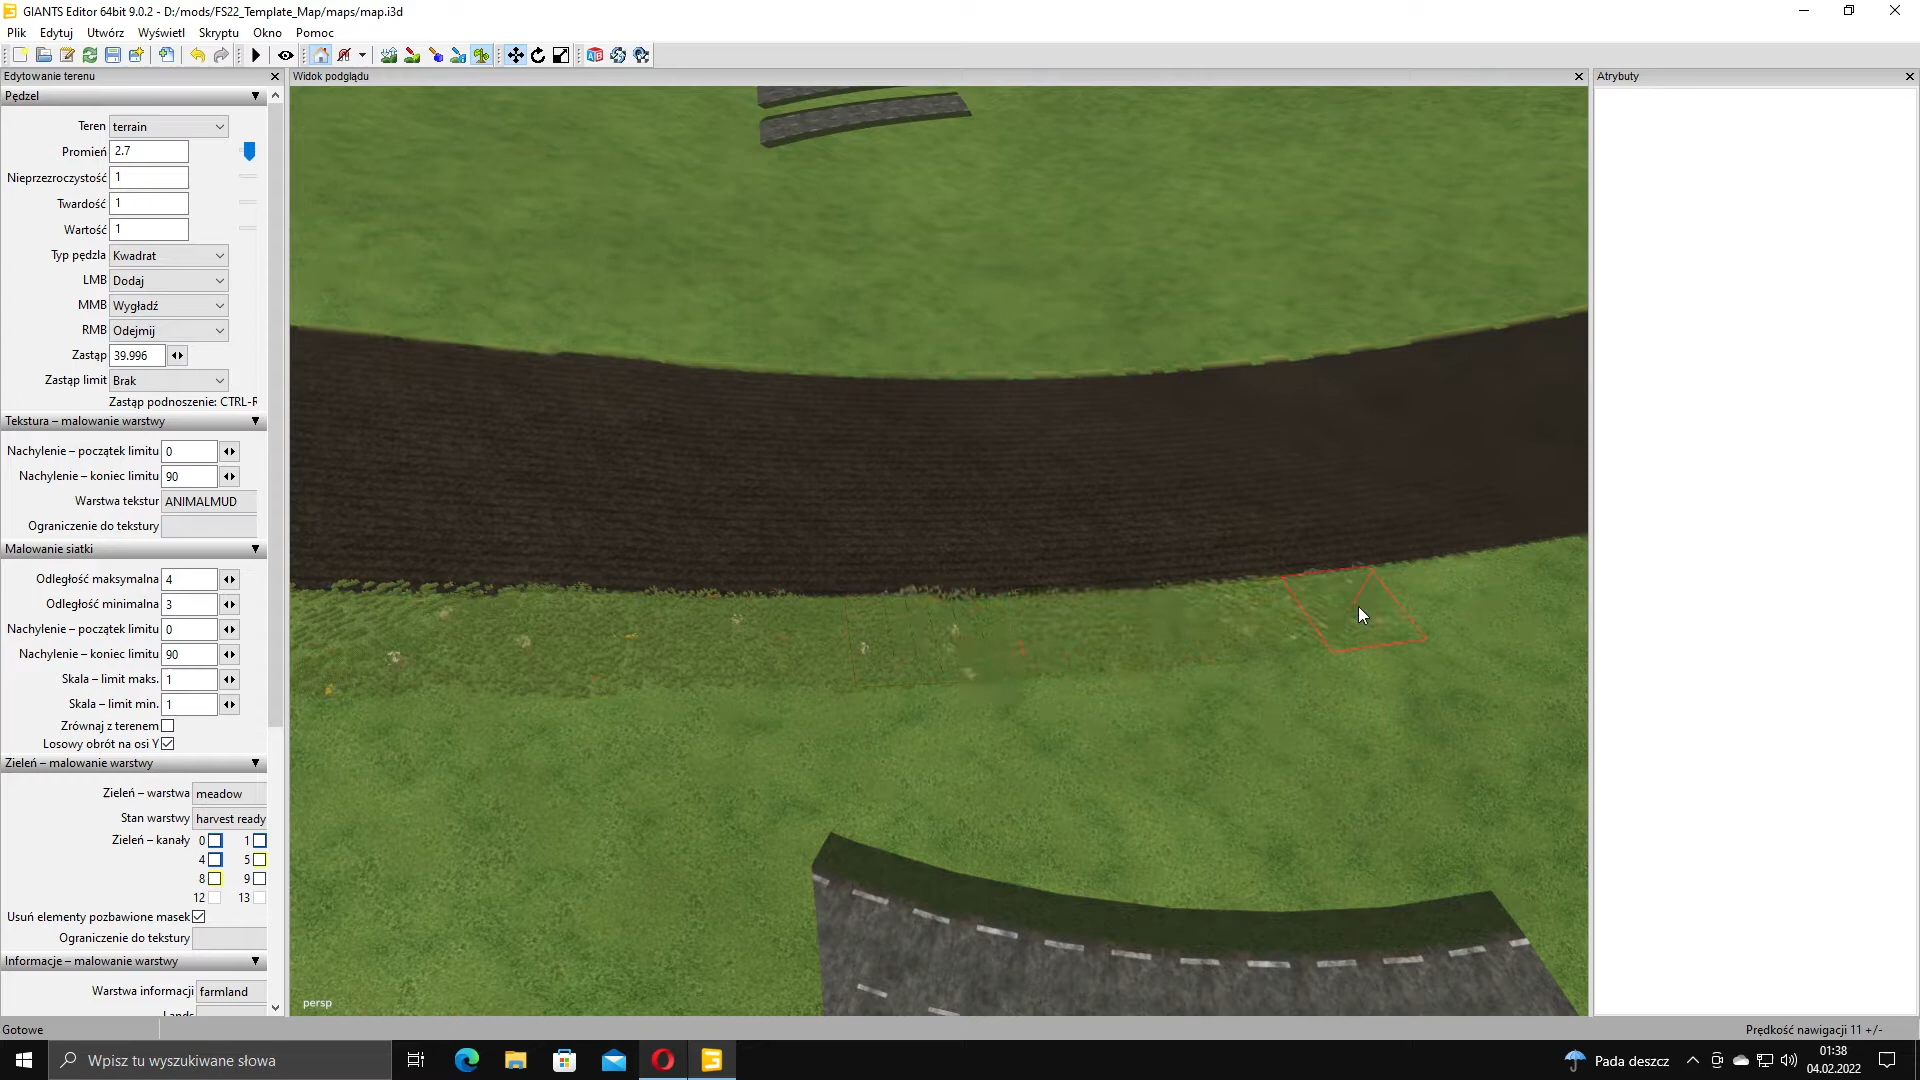 GIANTS Editor 64bit 9.0.2 - D:/mods/FS22_Template_Map/maps/map.i3d
Plik Edytuj Utwórz Wyświetl Skrypty Okno Pomoc
Edytowanie terenu
Widok podglądu
Atrybuty
Pędzel
Teren terrain
Promień 2.7
Nieprzezroczystość 1
Twardość 1
Wartość 1
Typ pędzla Kwadrat
LMB Dodaj
MMB Wygładź
RMB Odejmij
Zastąp 39.996
Zastąp limit Brak
Zastąp podnoszenie: CTRL-R
Tekstura – malowanie warstwy
Nachylenie – początek limitu 0
Nachylenie – koniec limitu 90
Warstwa tekstur ANIMALMUD
Ograniczenie do tekstury
Malowanie siatki
Odległość maksymalna 4
Odległość minimalna 3
Nachylenie – początek limitu 0
Nachylenie – koniec limitu 90
Skala – limit maks. 1
Skala – limit min. 1
Zrównaj z terenem
Losowy obrót na osi Y
Zieleń – malowanie warstwy
Zieleń – warstwa meadow
Stan warstwy harvest ready
Zieleń – kanały 0 1
4 5
8 9
12 13
Usuń elementy pozbawione masek
Ograniczenie do tekstury
Informacje – malowanie warstwy
Warstwa informacji farmland
persp
Gotowe
Prędkość nawigacji 11 +/-
Wpisz tu wyszukiwane słowa
Pada deszcz
01:38
04.02.2022